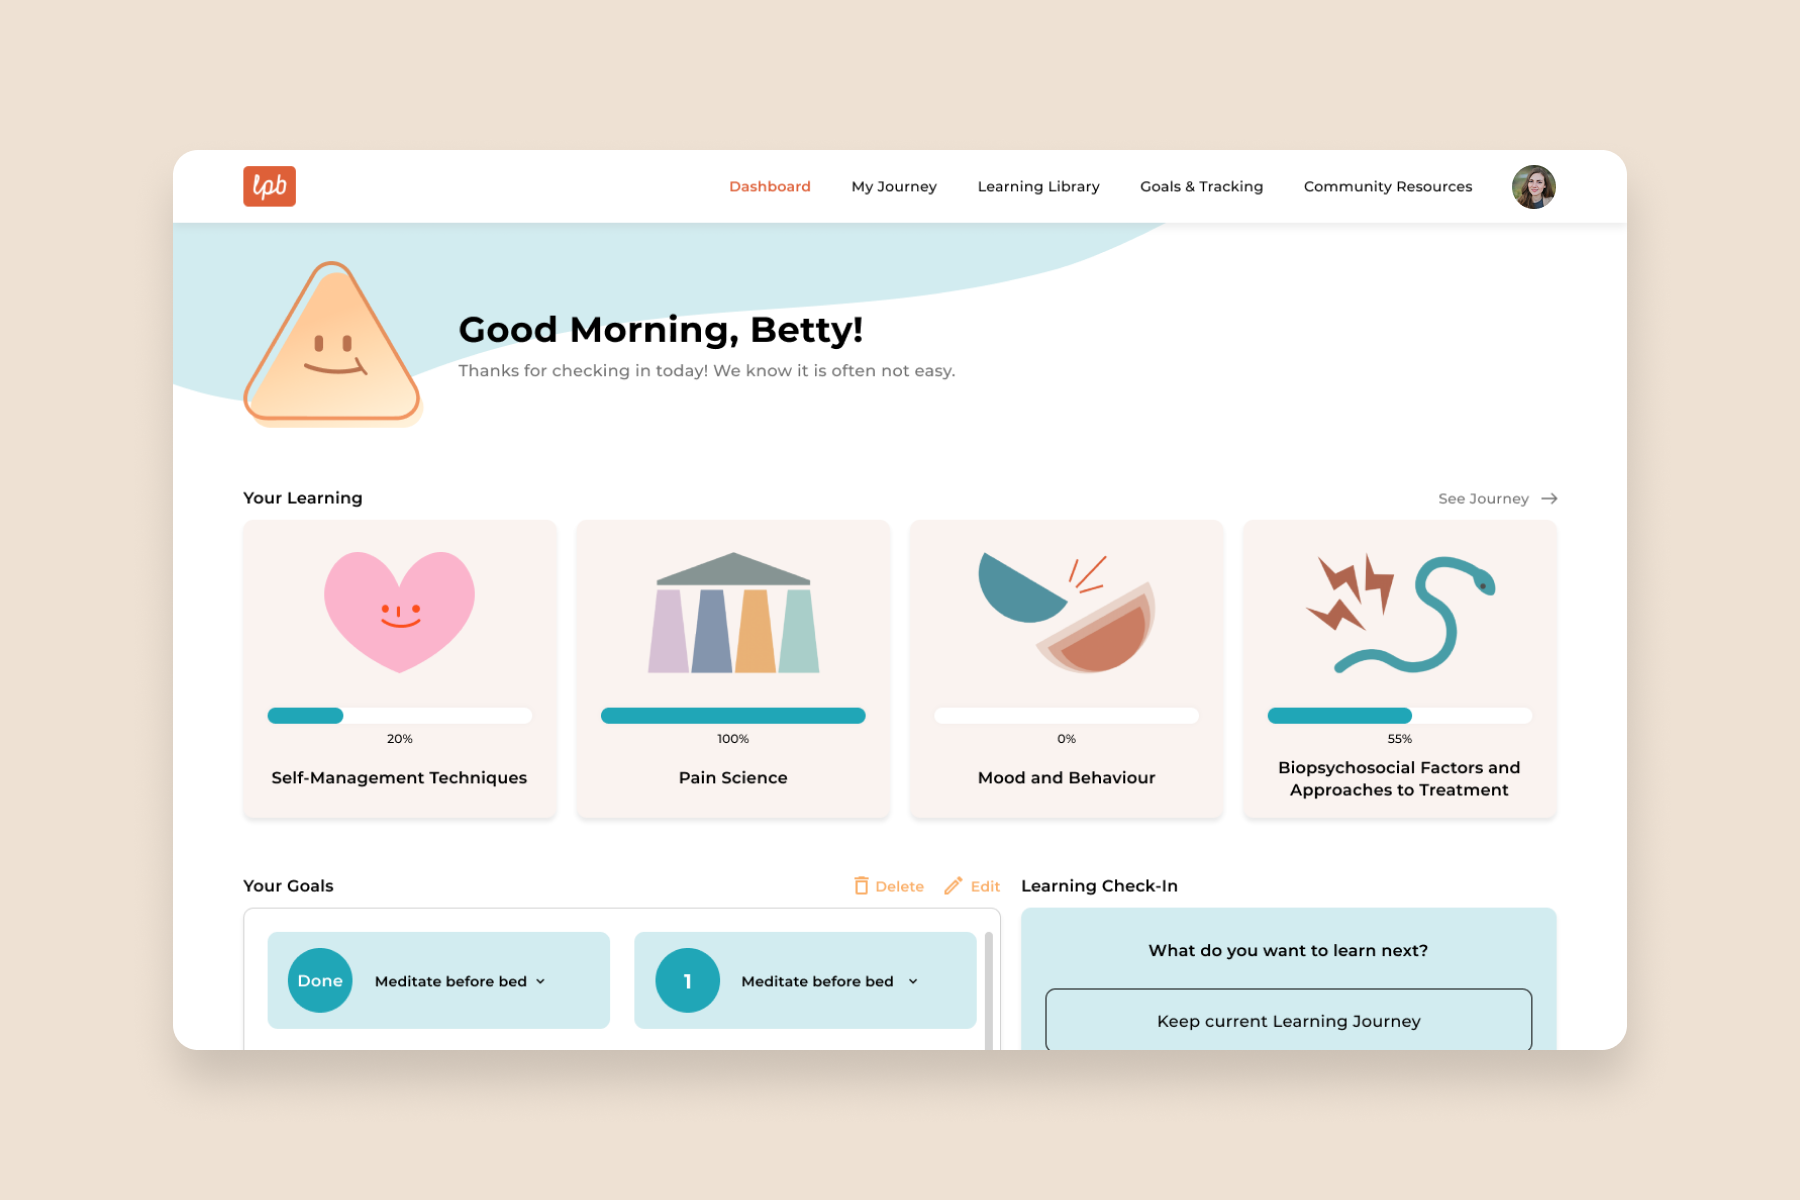 lpb
Dashboard
My Journey
Learning Library
Goals & Tracking
Community Resources
Good Morning, Betty!
Thanks for checking in today! We know it is often not easy.
Your Learning
See Journey
20%
Self-Management Techniques
100%
Pain Science
0%
Mood and Behaviour
55%
Biopsychosocial Factors and
Approaches to Treatment
Your Goals
Delete
Edit
Done
Meditate before bed
1
Meditate before bed
Learning Check-In
What do you want to learn next?
Keep current Learning Journey